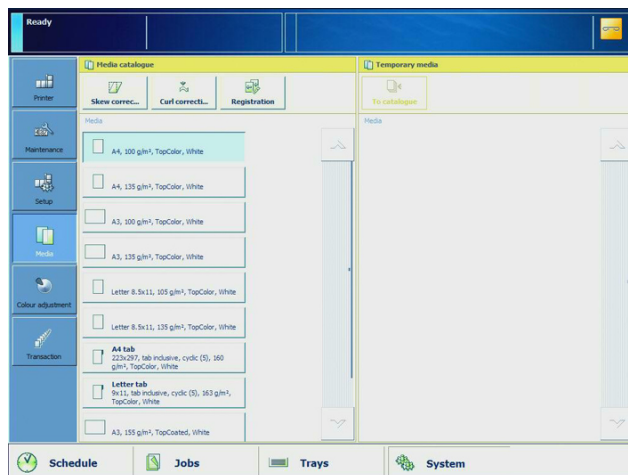 Ready
Media catalogue
Temporary media
Skew correc...
Curl correcti...
Registration
To catalogue
Printer
Maintenance
Setup
Media
Colour adjustment
Transaction
Media
Media
A4, 100 g/m², TopColor, White
A4, 135 g/m², TopColor, White
A3, 100 g/m², TopColor, White
A3, 135 g/m², TopColor, White
Letter 8.5x11, 105 g/m², TopColor, White
Letter 8.5x11, 135 g/m², TopColor, White
A4 tab
223x297, tab inclusive, cyclic (5), 160
g/m², TopColor, White
Letter tab
9x11, tab inclusive, cyclic (5), 163 g/m²,
TopColor, White
A3, 155 g/m², TopCoated, White
Schedule
Jobs
Trays
System